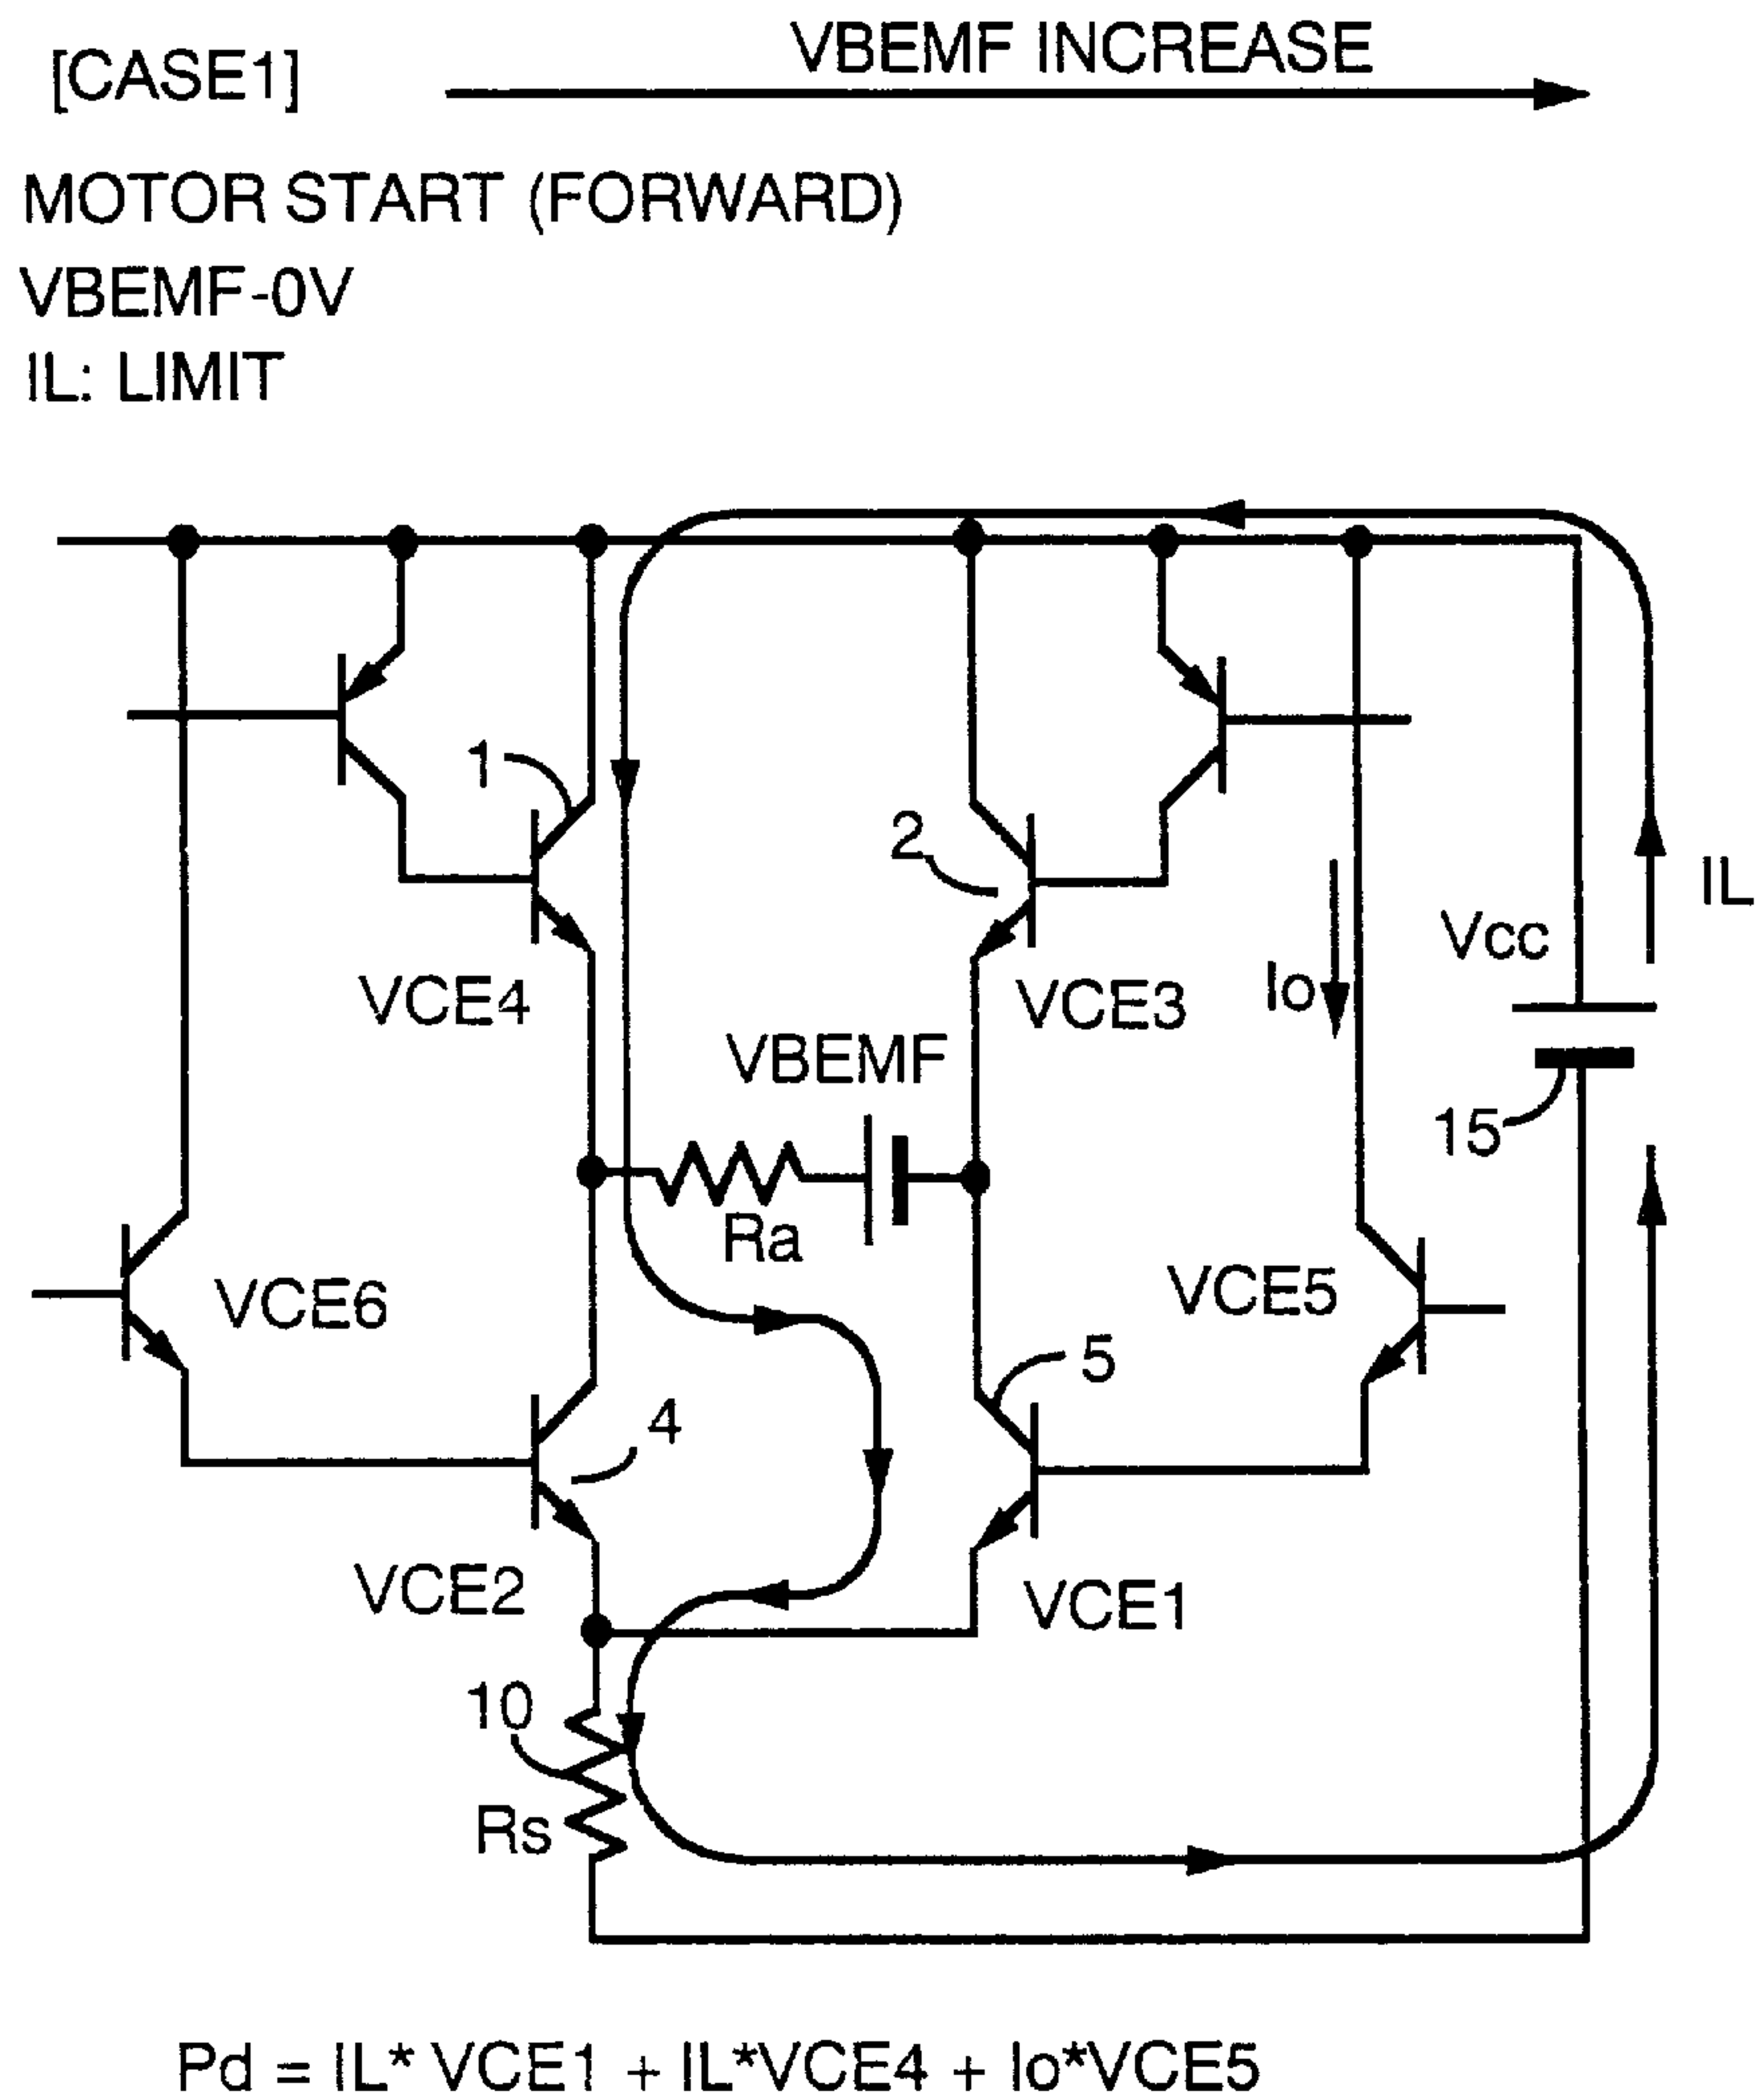 [CASE1]
VBEMF INCREASE
MOTOR START (FORWARD)
VBEMF-0V
IL: LIMIT
1
2
VCE4
VCE3
Io
Vcc
IL
VBEMF
15
Ra
VCE6
VCE5
5
4
VCE2
VCE1
10
Rs
Pd = IL* VCE1 + IL*VCE4 + Io*VCE5